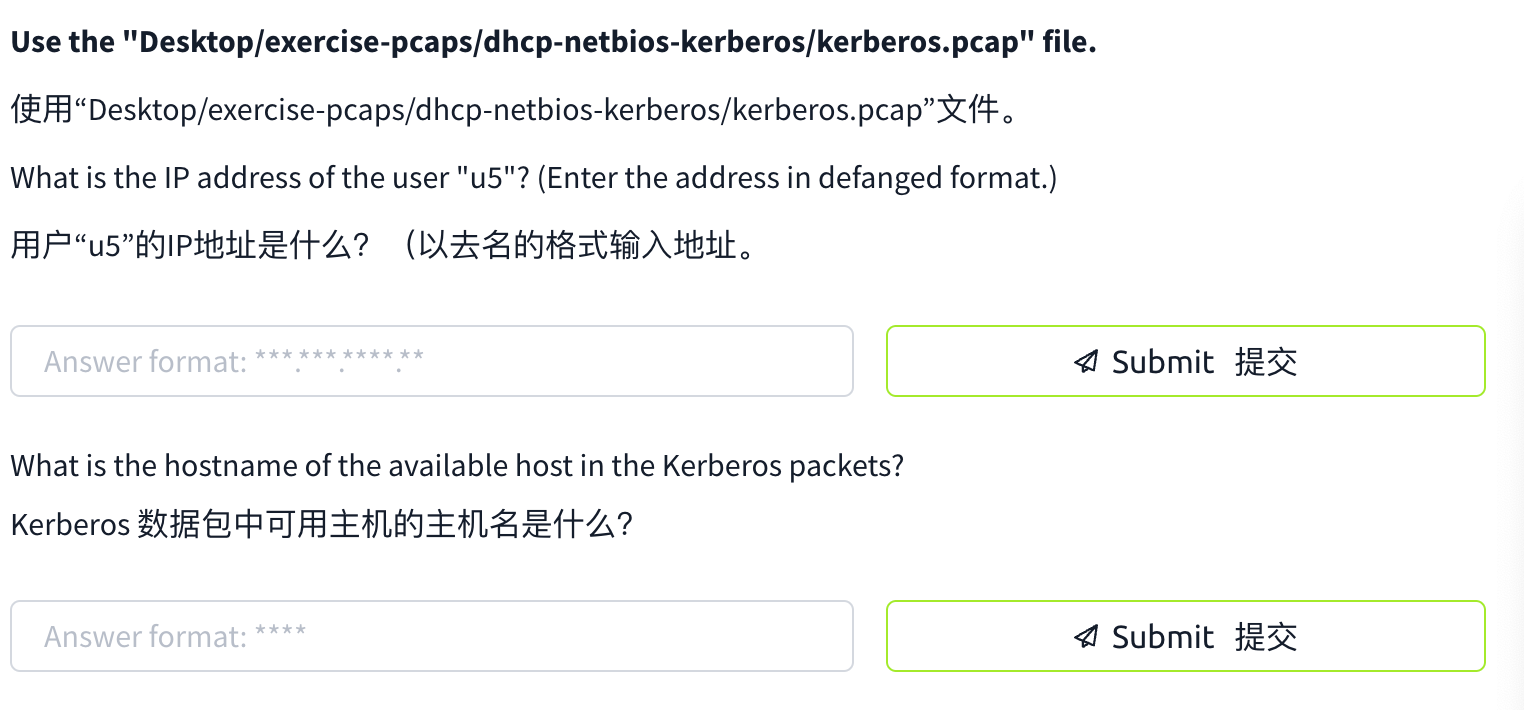 Use the "Desktop/exercise-pcaps/dhcp-netbios-kerberos/kerberos.pcap" file.
使用“Desktop/exercise-pcaps/dhcp-netbios-kerberos/kerberos.pcap”文件。
What is the IP address of the user "u5"? (Enter the address in defanged format.)
用户“u5”的IP地址是什么？（以去名的格式输入地址。
Answer format: ***.***.****.**
Submit 提交
What is the hostname of the available host in the Kerberos packets?
Kerberos 数据包中可用主机的主机名是什么？
Answer format: ****
Submit 提交